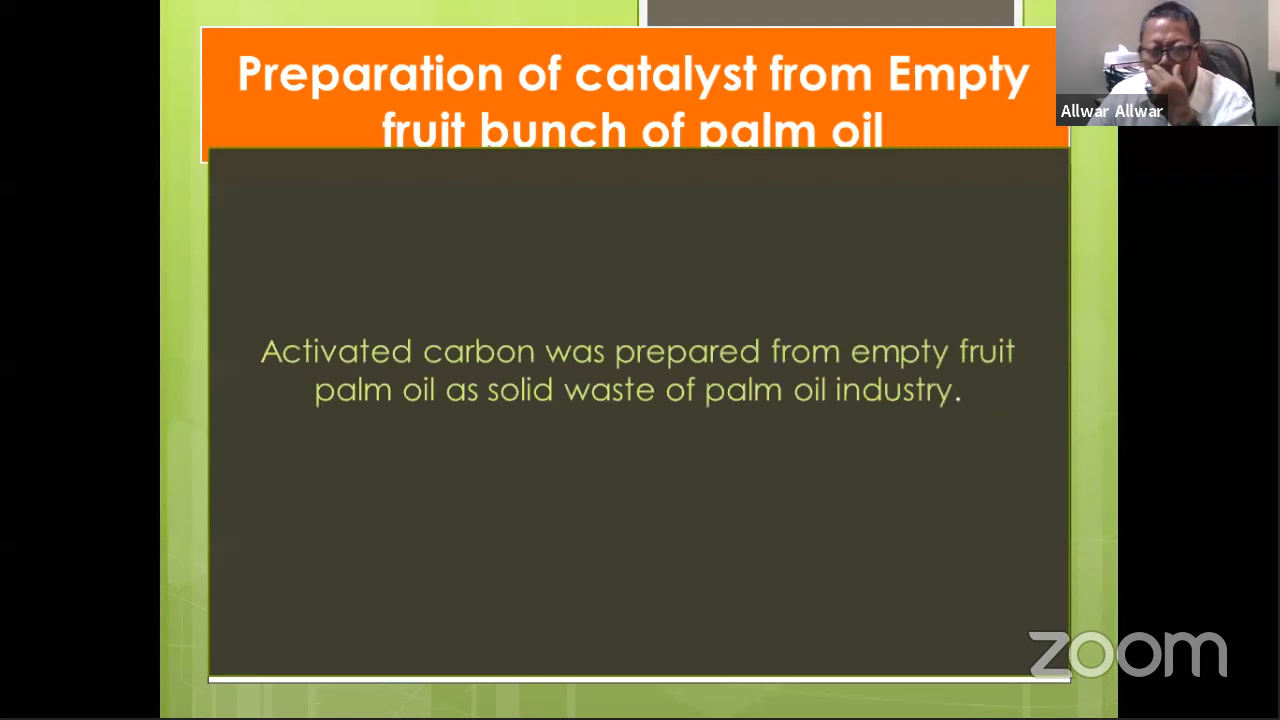 Preparation of catalyst from Empty
fruit bunch of palm oil
Allwar Allwar
Activated carbon was prepared from empty fruit
palm oil as solid waste of palm oil industry.
zoom